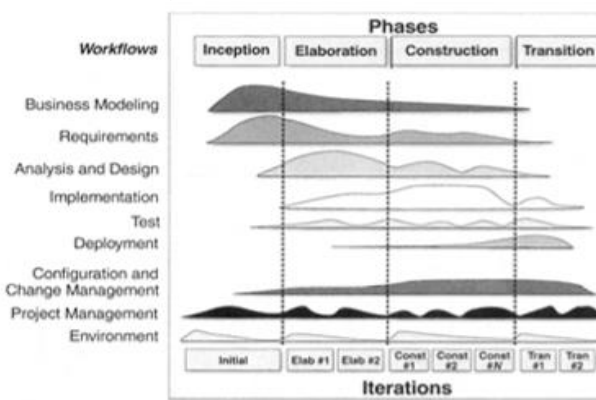 Phases
Workflows Inception Elaboration Construction Transition
Business Modeling
Requirements
Analysis and Design
Implementation
Test
Deployment
Configuration and
Change Management
Project Management
Environment
Initial Elab #1 Elab #2 Const #1 Const #2 Const #N Tran #1 Tran #2
Iterations